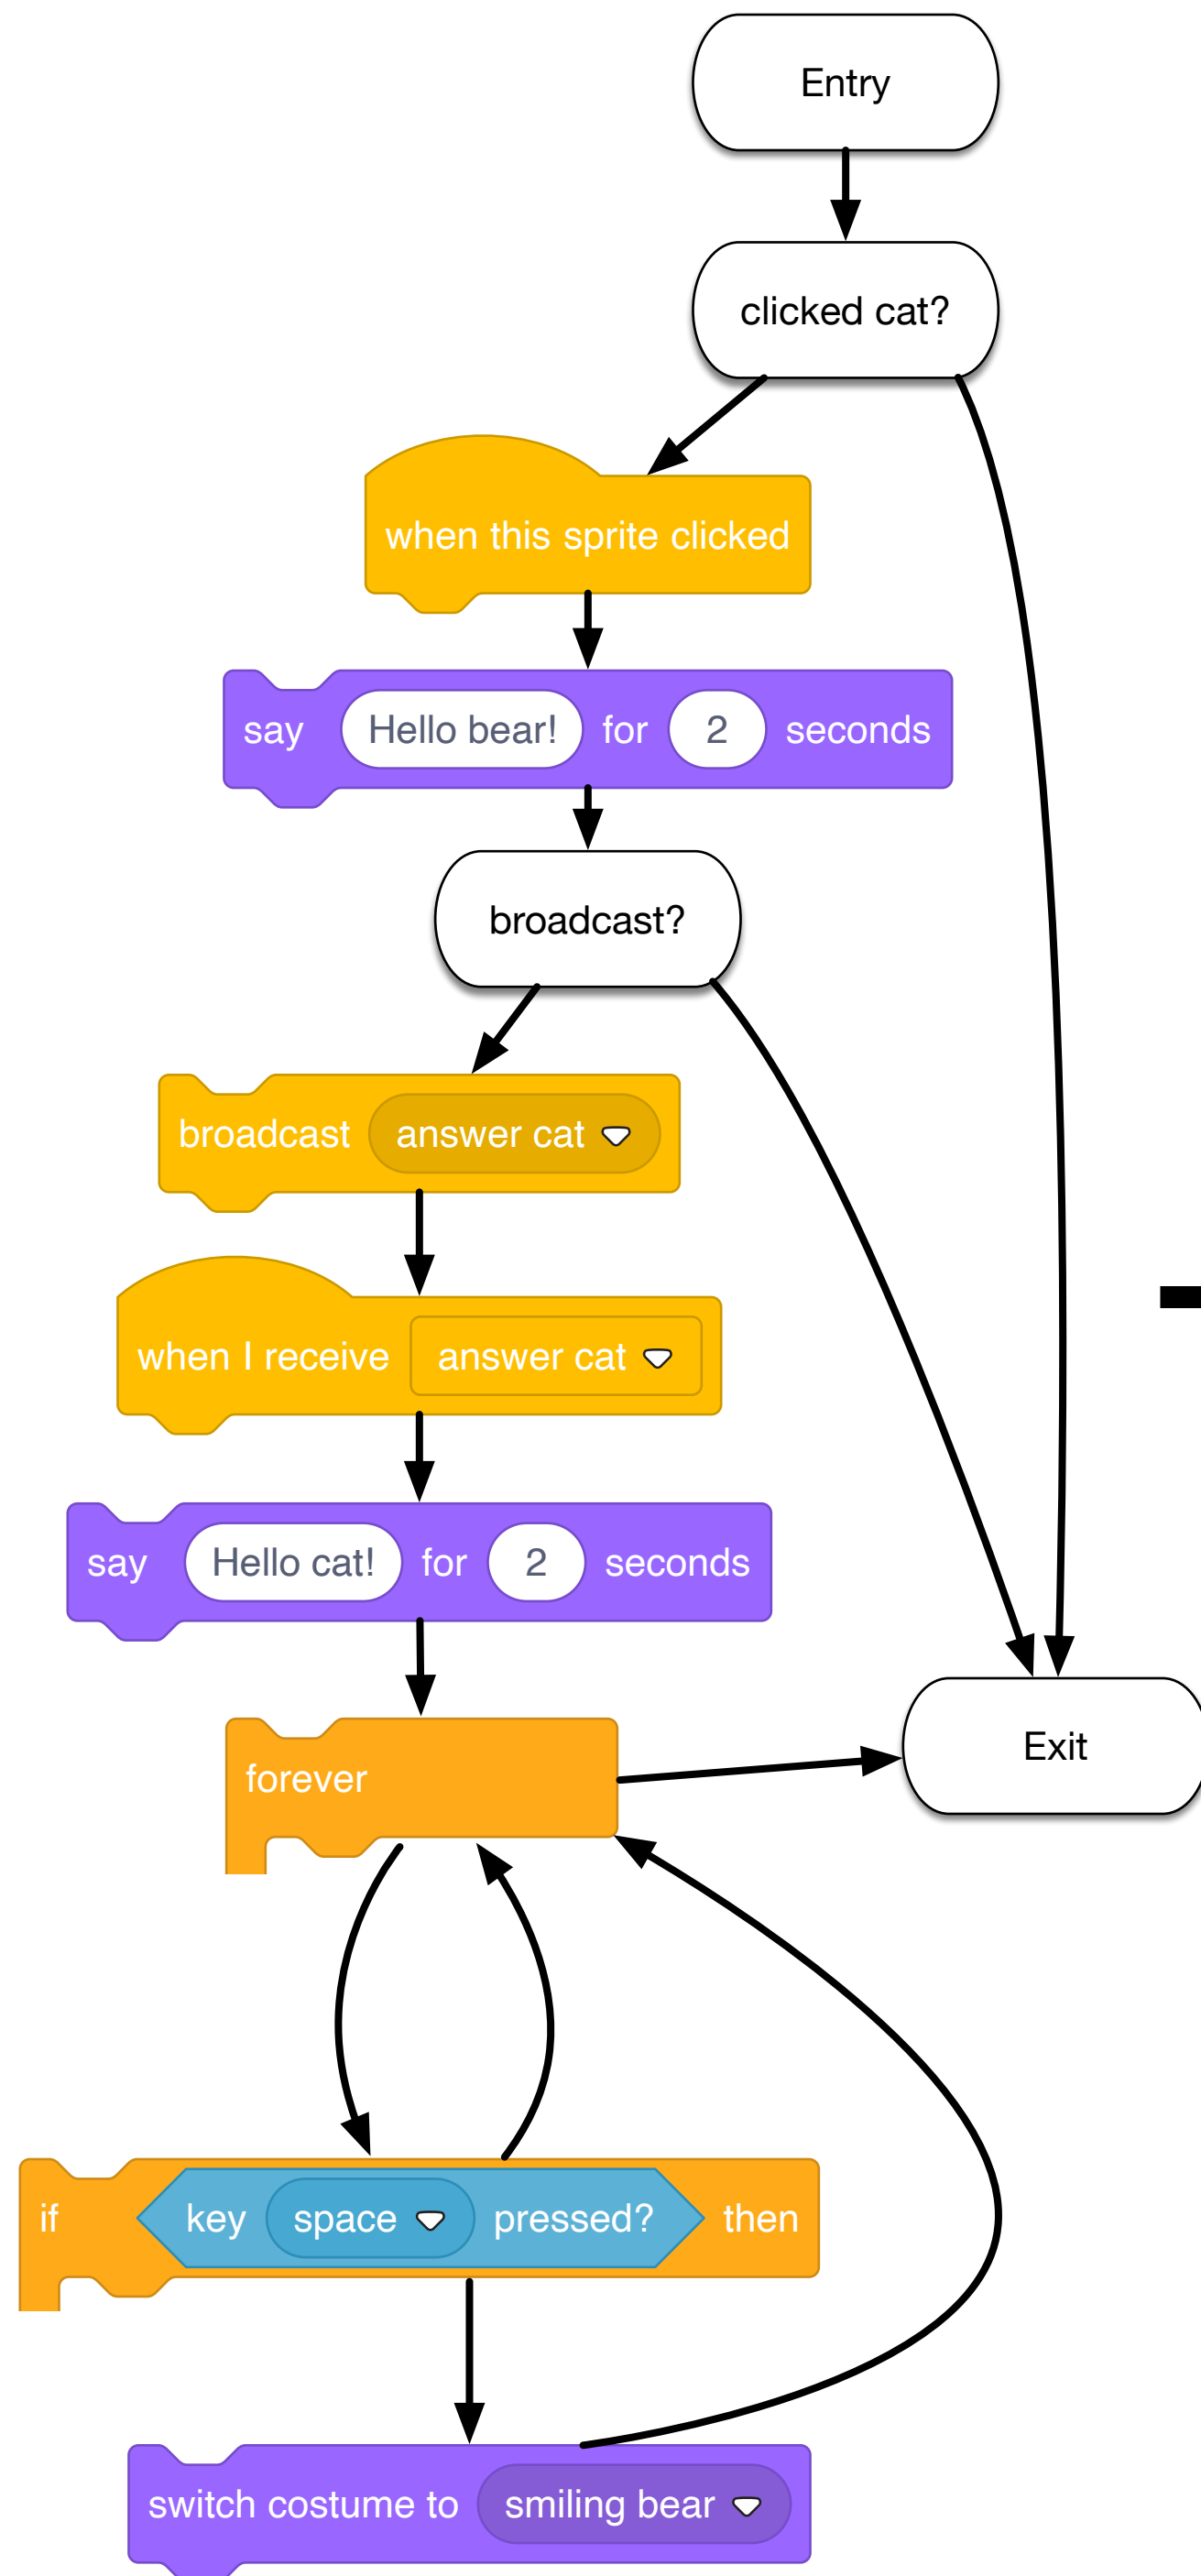 Entry
clicked cat?
when this sprite clicked
say Hello bear! for 2 seconds
broadcast?
broadcast answer cat
when I receive answer cat
say Hello cat! for 2 seconds
Exit
forever
if key space pressed? then
switch costume to smiling bear